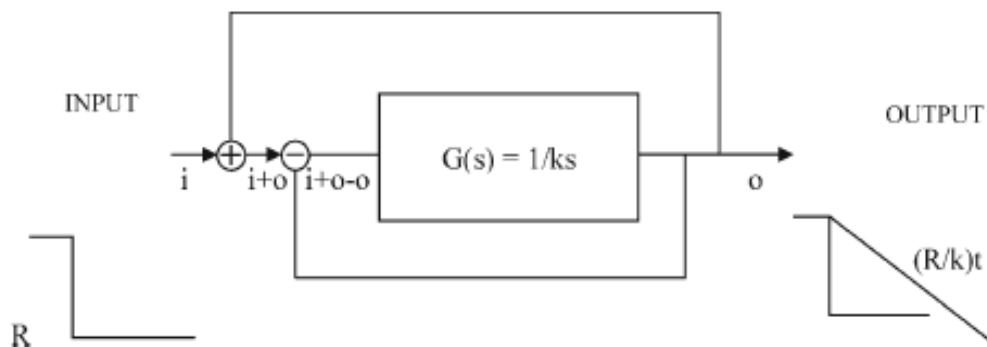 INPUT
OUTPUT
+
−
G(s) = 1/ks
i
i+o
i+o-o
o
R
(R/k)t